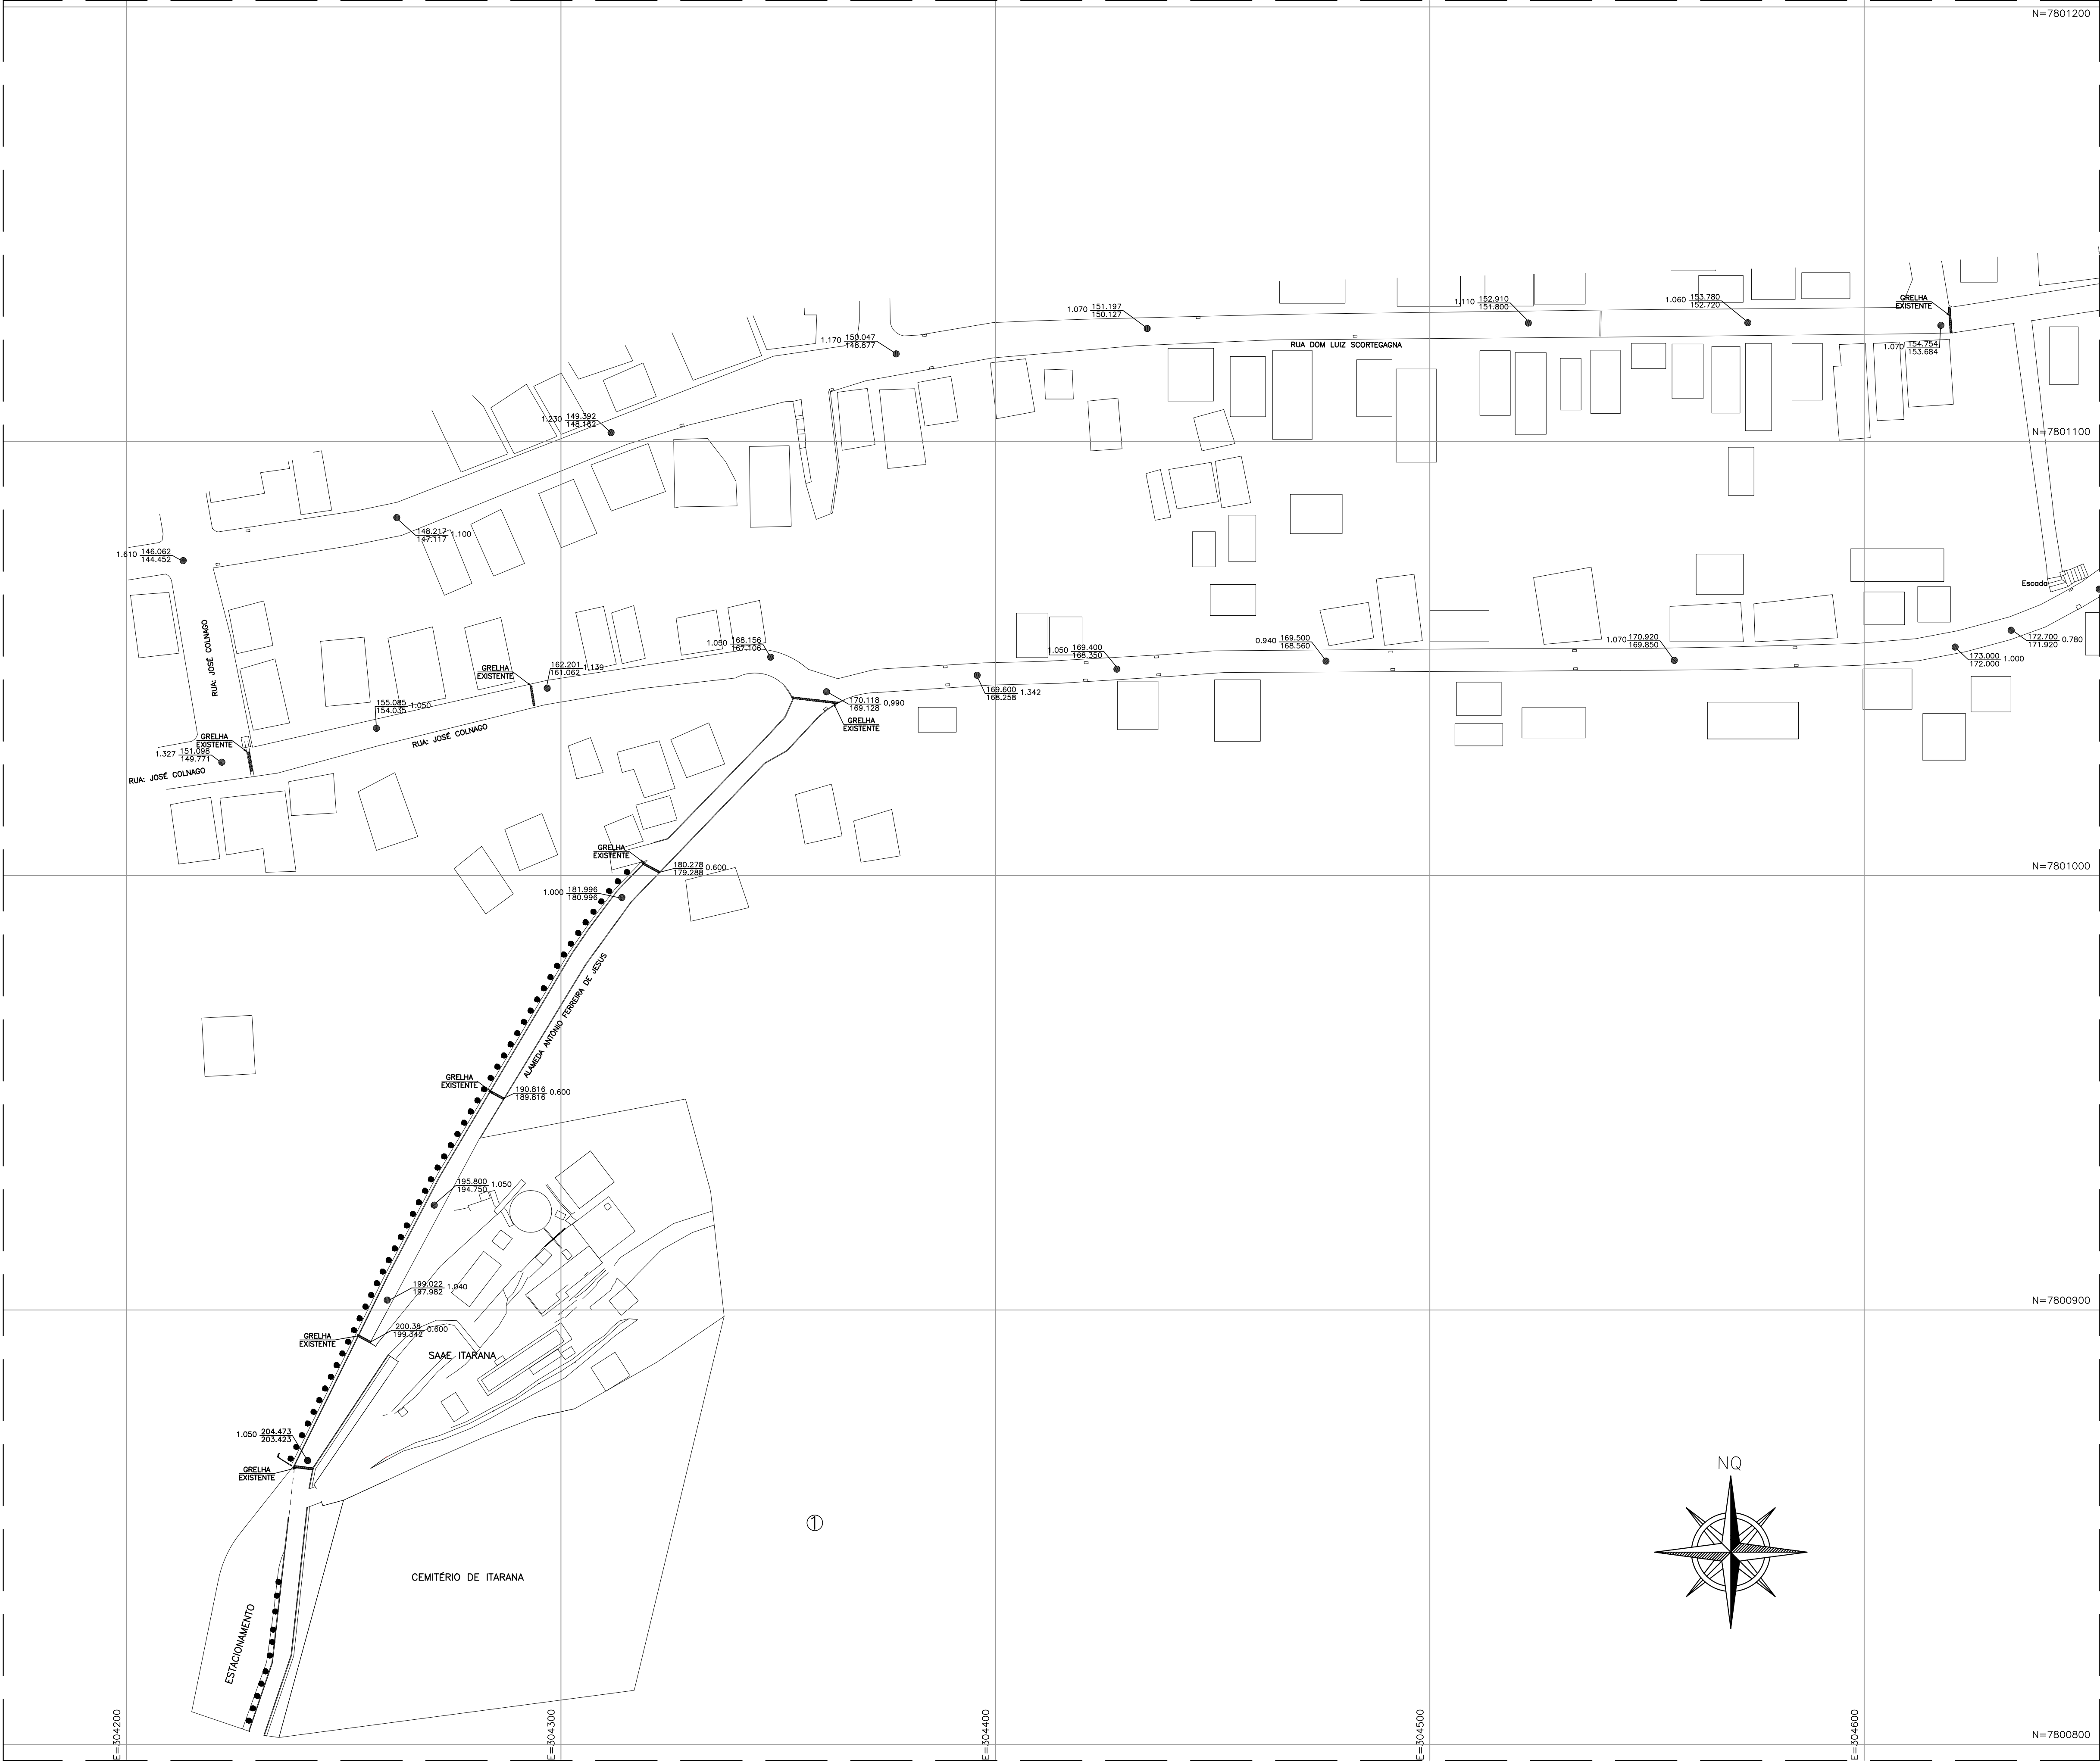 N=7801200
GRELHA
EXISTENTE
1.070 151.197
150.127
1.110 152.910
151.800
1.060 153.780
152.720
1.170 150.047
148.877
RUA DOM LUIZ SCORTEGAGNA
1.070 154.754
153.684
1.230 149.392
148.162
N=7801100
148.217 1.100
147.117
1.610 146.062
144.452
Escada
RUA: JOSÉ COLNAGO
1.050 168.156
167.106
1.050 169.400
168.350
0.940 169.500
168.560
1.070 170.920
169.850
172.700 0.780
171.920
173.000 1.000
172.000
GRELHA
EXISTENTE
162.201 1.139
161.062
169.600 1.342
168.258
170.118 0,990
169.128
GRELHA
EXISTENTE
155.085 1.050
154.035
RUA: JOSÉ COLNAGO
GRELHA
EXISTENTE
1.327 151.098
149.771
RUA: JOSÉ COLNAGO
GRELHA
EXISTENTE
180.278 0.600
179.288
N=7801000
1.000 181.996
180.996
ALAMEDA ANTÔNIO FERREIRA DE JESUS
GRELHA
EXISTENTE
190.816 0.600
189.816
195.800 1.050
194.750
199.022 1.040
197.982
N=7800900
GRELHA
EXISTENTE
200.38 0.600
199.342
SAAE ITARANA
1.050 204.473
203.423
GRELHA
EXISTENTE
NQ
1
CEMITÉRIO DE ITARANA
ESTACIONAMENTO
N=7800800
E=304200
E=304300
E=304400
E=304500
E=304600